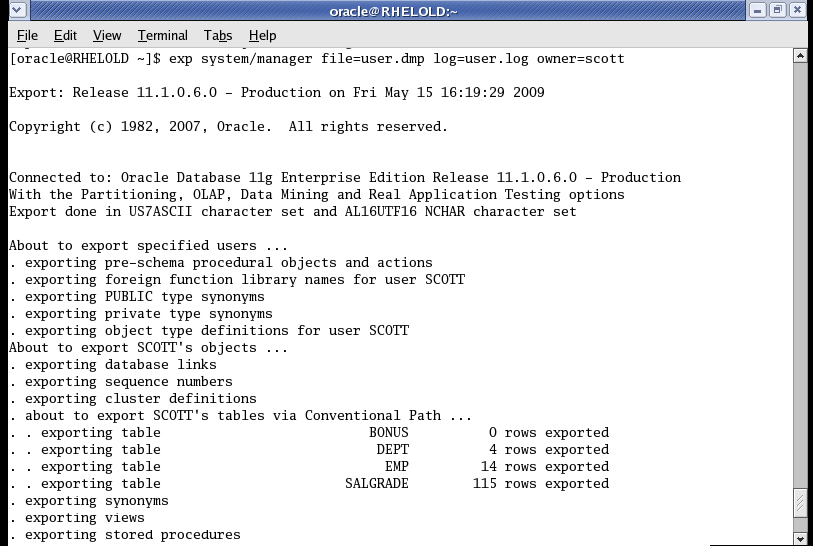 oracle@RHELOLD:~
File Edit View Terminal Tabs Help
[oracle@RHELOLD ~]$ exp system/manager file=user.dmp log=user.log owner=scott
Export: Release 11.1.0.6.0 - Production on Fri May 15 16:19:29 2009
Copyright (c) 1982, 2007, Oracle.  All rights reserved.
Connected to: Oracle Database 11g Enterprise Edition Release 11.1.0.6.0 - Production
With the Partitioning, OLAP, Data Mining and Real Application Testing options
Export done in US7ASCII character set and AL16UTF16 NCHAR character set
About to export specified users ...
. exporting pre-schema procedural objects and actions
. exporting foreign function library names for user SCOTT
. exporting PUBLIC type synonyms
. exporting private type synonyms
. exporting object type definitions for user SCOTT
About to export SCOTT's objects ...
. exporting database links
. exporting sequence numbers
. exporting cluster definitions
. about to export SCOTT's tables via Conventional Path ...
. . exporting table                          BONUS          0 rows exported
. . exporting table                           DEPT          4 rows exported
. . exporting table                            EMP         14 rows exported
. . exporting table                       SALGRADE        115 rows exported
. exporting synonyms
. exporting views
. exporting stored procedures